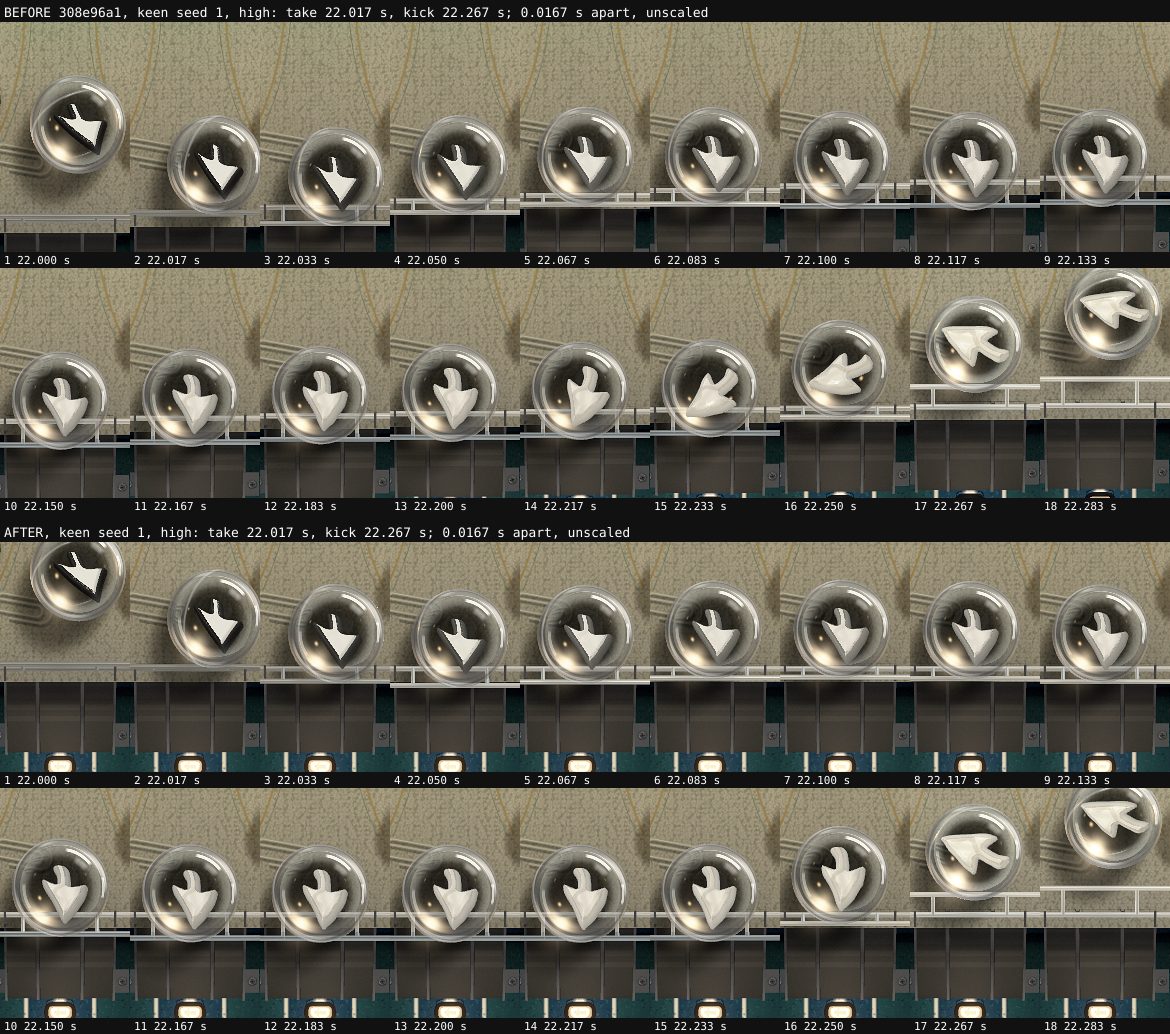 BEFORE 308e96a1, keen seed 1, high: take 22.017 s, kick 22.267 s; 0.0167 s apart, unscaled
1 22.000 s
2 22.017 s
3 22.033 s
4 22.050 s
5 22.067 s
6 22.083 s
7 22.100 s
8 22.117 s
9 22.133 s
10 22.150 s
11 22.167 s
12 22.183 s
13 22.200 s
14 22.217 s
15 22.233 s
16 22.250 s
17 22.267 s
18 22.283 s
AFTER, keen seed 1, high: take 22.017 s, kick 22.267 s; 0.0167 s apart, unscaled
1 22.000 s
2 22.017 s
3 22.033 s
4 22.050 s
5 22.067 s
6 22.083 s
7 22.100 s
8 22.117 s
9 22.133 s
10 22.150 s
11 22.167 s
12 22.183 s
13 22.200 s
14 22.217 s
15 22.233 s
16 22.250 s
17 22.267 s
18 22.283 s